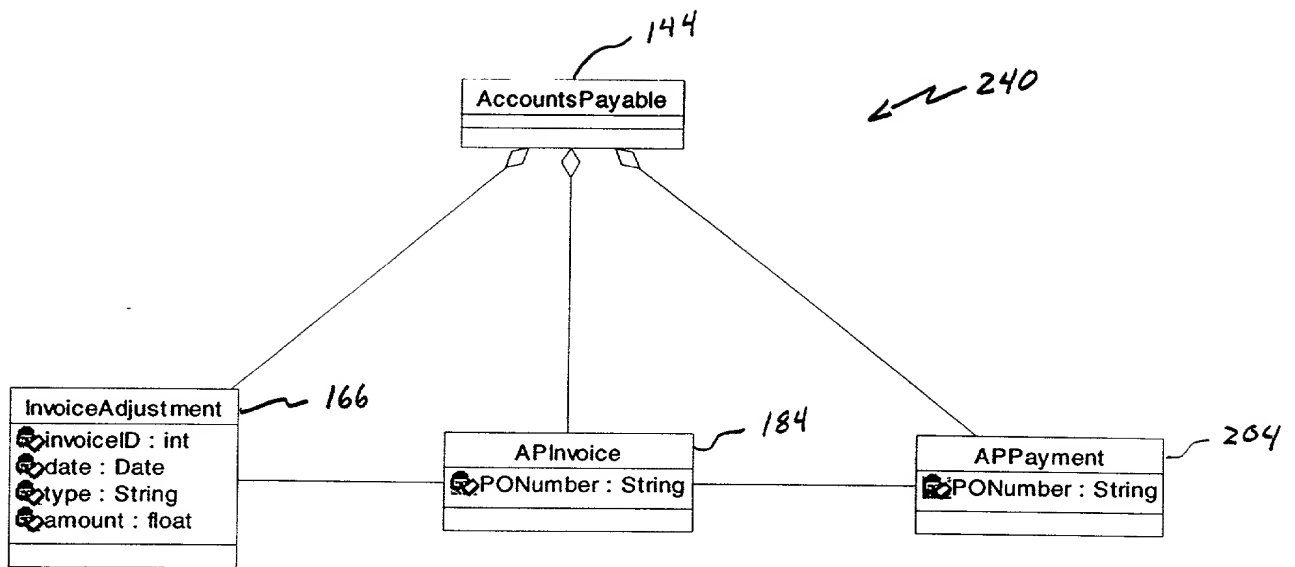 144
AccountsPayable
240
InvoiceAdjustment
166
invoiceID : int
date : Date
type : String
amount : float
APInvoice
184
PONumber : String
APPayment
204
PONumber : String